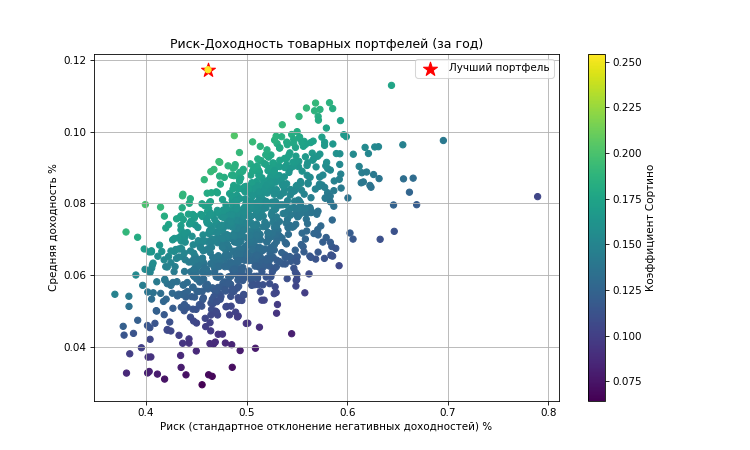 Риск-Доходность товарных портфелей (за год)
Лучший портфель
Средняя доходность %
0.12
0.10
0.08
0.06
0.04
0.4 0.5 0.6 0.7 0.8
Риск (стандартное отклонение негативных доходностей) %
0.250
0.225
0.200
0.175
0.150
0.125
0.100
0.075
Коэффициент Сортино